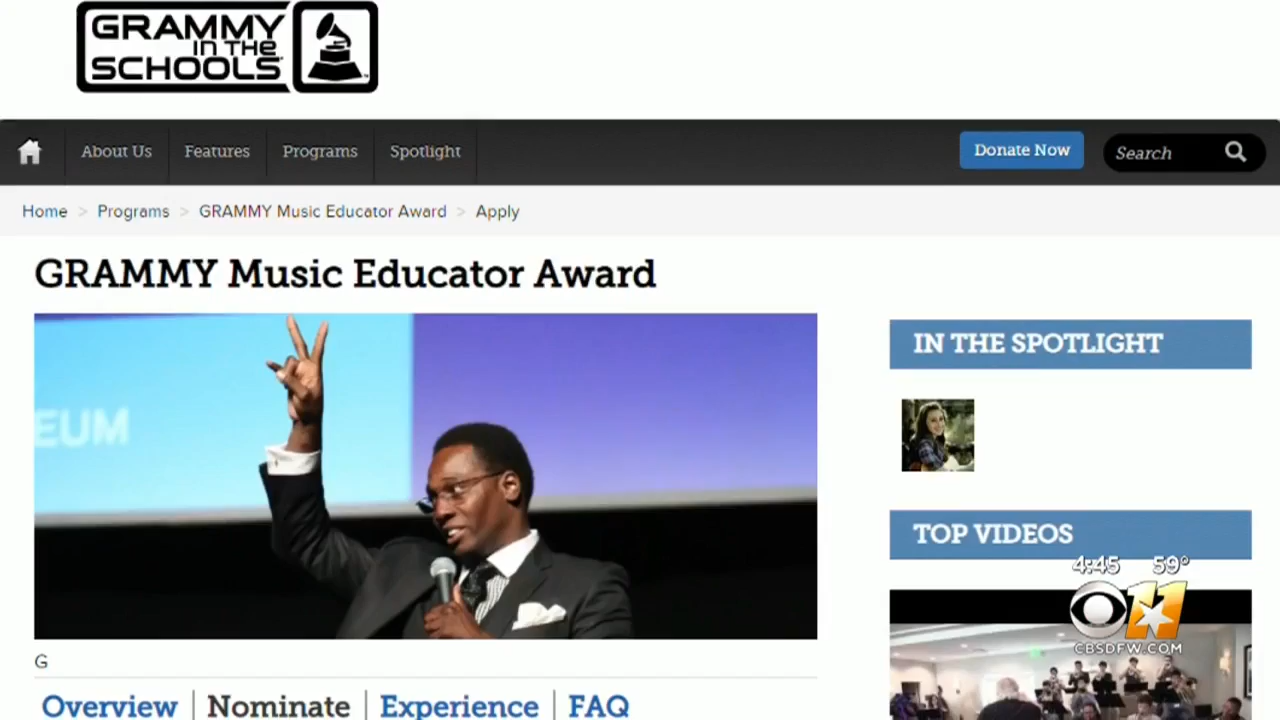 GRAMMY
IN THE
SCHOOLS
About Us
Features
Programs
Spotlight
Donate Now
Search
Home > Programs > GRAMMY Music Educator Award > Apply
GRAMMY Music Educator Award
EUM
IN THE SPOTLIGHT
TOP VIDEOS
4:45 59°
11
CBSDFW.COM
G
Overview | Nominate | Experience | FAQ